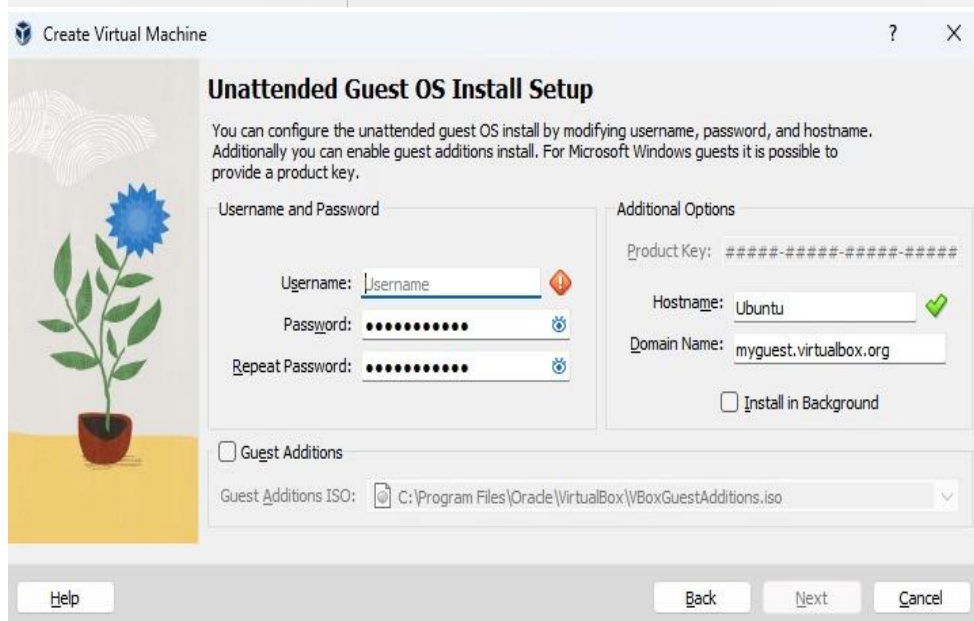 Create Virtual Machine
?
Unattended Guest OS Install Setup
You can configure the unattended guest OS install by modifying username, password, and hostname.
Additionally you can enable guest additions install. For Microsoft Windows guests it is possible to
provide a product key.
Username and Password
Username: Username
Password: ●●●●●●●●●●●
Repeat Password: ●●●●●●●●●●●
Additional Options
Product Key: #####-#####-#####-#####
Hostname: Ubuntu
Domain Name: myguest.virtualbox.org
Install in Background
Guest Additions
Guest Additions ISO: C:\Program Files\Oracle\VirtualBox\VBoxGuestAdditions.iso
Help
Back
Next
Cancel